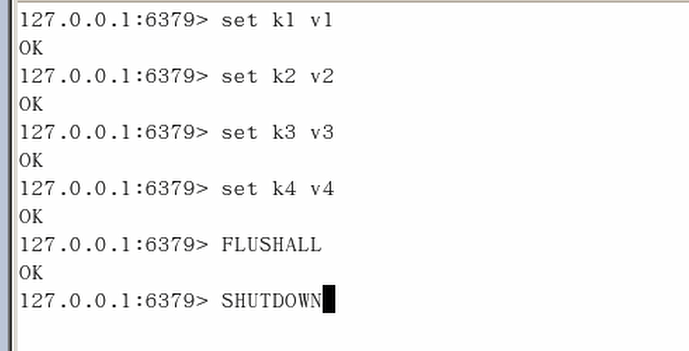 127.0.0.1:6379> set k1 v1
OK
127.0.0.1:6379> set k2 v2
OK
127.0.0.1:6379> set k3 v3
OK
127.0.0.1:6379> set k4 v4
OK
127.0.0.1:6379> FLUSHALL
OK
127.0.0.1:6379> SHUTDOWN